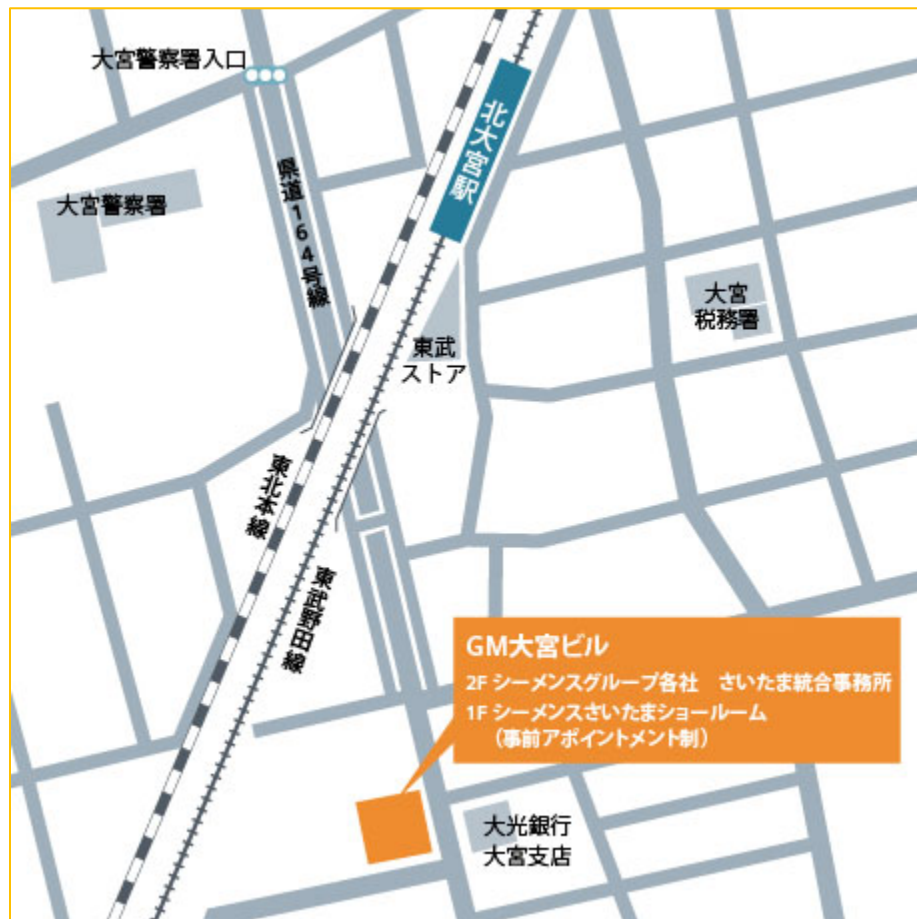 大宮警察署入口
北大宮駅
県道164号線
大宮警察署
大宮
税務署
東武
ストア
東北本線
東武野田線
GM大宮ビル
2F シーメンスグループ各社　さいたま統合事務所
1F シーメンスさいたまショールーム
（事前アポイントメント制）
大光銀行
大宮支店